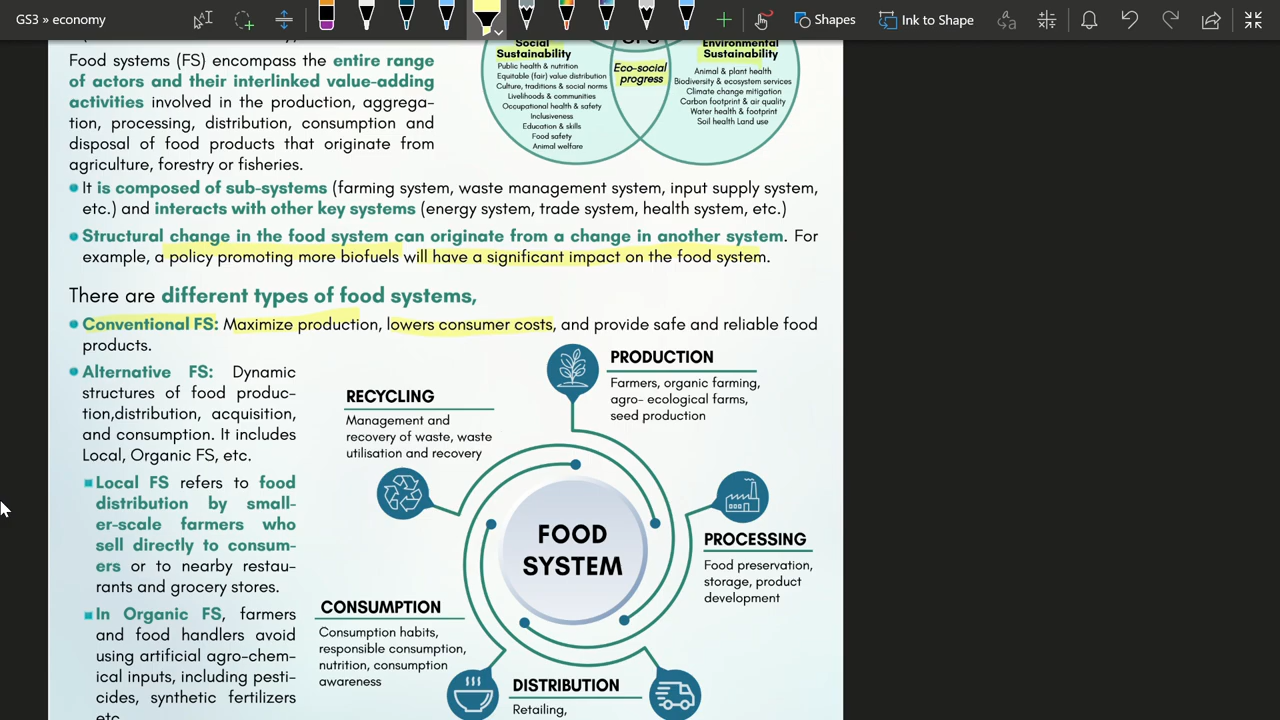 GS3 » economy
Shapes
Ink to Shape
Social
Sustainability
Public health & nutrition
Equitable (fair) value distribution
Culture, traditions & social norms
Livelihoods & communities
Occupational health & safety
Inclusiveness
Education & skills
Food safety
Animal welfare
Eco-social
progress
Environmental
Sustainability
Animal & plant health
Biodiversity & ecosystem services
Climate change mitigation
Carbon footprint & air quality
Water health & footprint
Soil health Land use
Food systems (FS) encompass the entire range
of actors and their interlinked value-adding
activities involved in the production, aggrega-
tion, processing, distribution, consumption and
disposal of food products that originate from
agriculture, forestry or fisheries.
It is composed of sub-systems (farming system, waste management system, input supply system,
etc.) and interacts with other key systems (energy system, trade system, health system, etc.)
Structural change in the food system can originate from a change in another system. For
example, a policy promoting more biofuels will have a significant impact on the food system.
There are different types of food systems,
Conventional FS: Maximize production, lowers consumer costs, and provide safe and reliable food
products.
Alternative FS: Dynamic
structures of food produc-
tion,distribution, acquisition,
and consumption. It includes
Local, Organic FS, etc.
Local FS refers to food
distribution by small-
er-scale farmers who
sell directly to consum-
ers or to nearby restau-
rants and grocery stores.
In Organic FS, farmers
and food handlers avoid
using artificial agro-chem-
ical inputs, including pesti-
cides, synthetic fertilizers
etc.
PRODUCTION
Farmers, organic farming,
agro- ecological farms,
seed production
RECYCLING
Management and
recovery of waste, waste
utilisation and recovery
FOOD
SYSTEM
PROCESSING
Food preservation,
storage, product
development
CONSUMPTION
Consumption habits,
responsible consumption,
nutrition, consumption
awareness
DISTRIBUTION
Retailing,